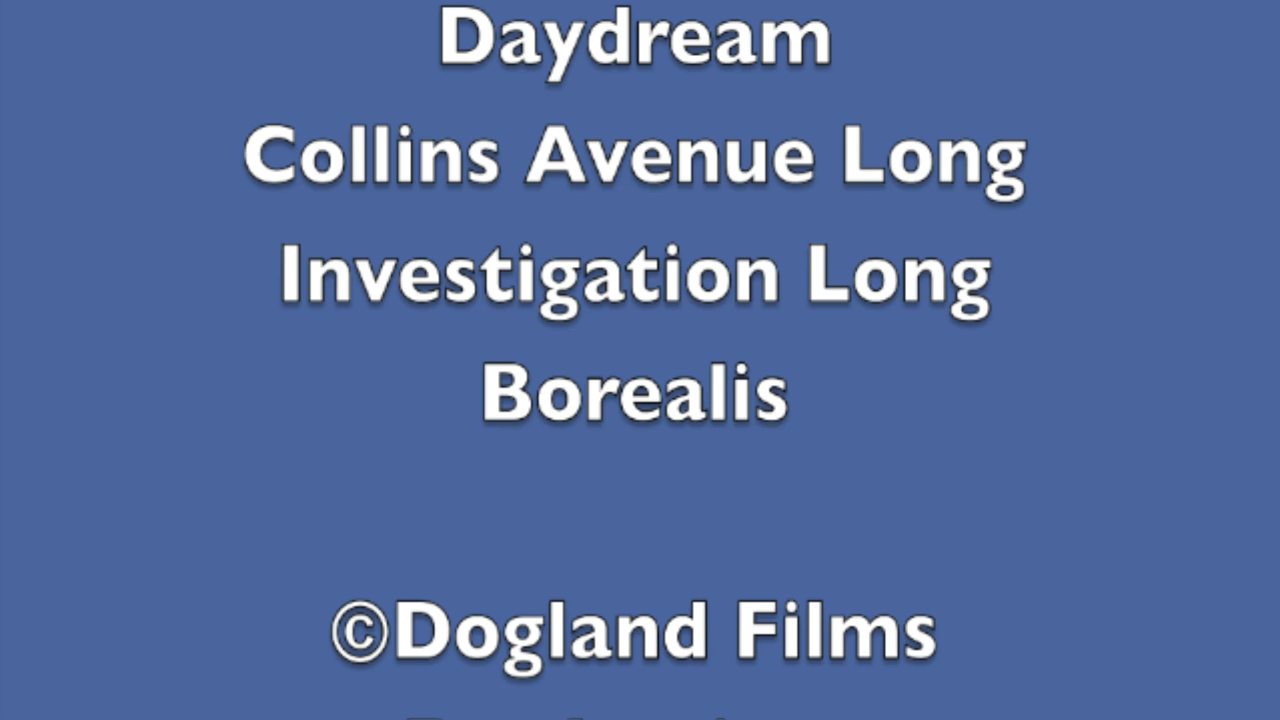 Daydream
Collins Avenue Long
Investigation Long
Borealis
©Dogland Films